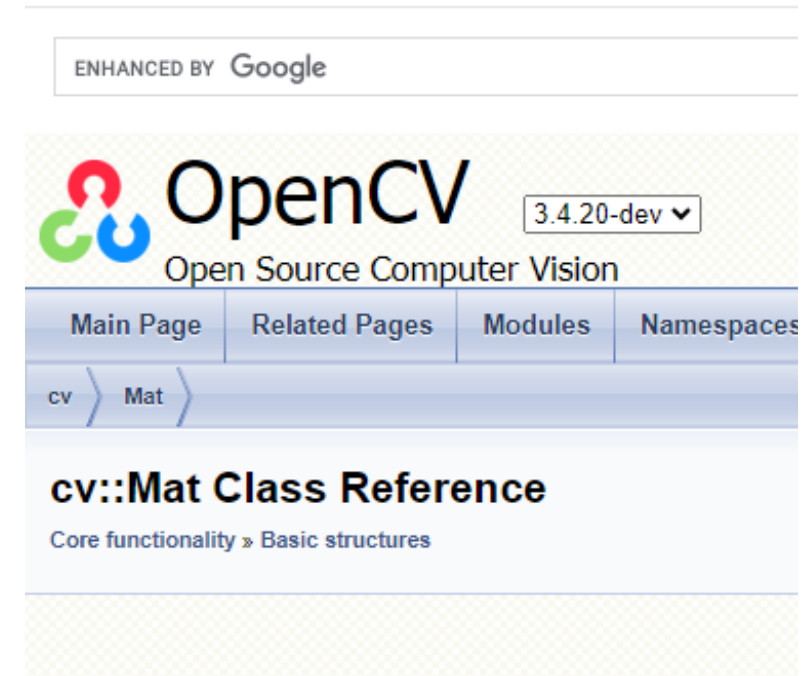 ENHANCED BY Google
OpenCV 3.4.20-dev
Open Source Computer Vision
Main Page Related Pages Modules Namespaces
cv Mat
cv::Mat Class Reference
Core functionality » Basic structures